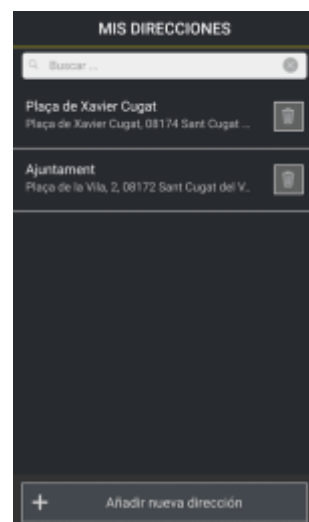 MIS DIRECCIONES
Buscar ...
Plaça de Xavier Cugat
Plaça de Xavier Cugat, 08174 Sant Cugat ...
Ajuntament
Plaça de la Vila, 2, 08172 Sant Cugat del V..
+ Añadir nueva dirección